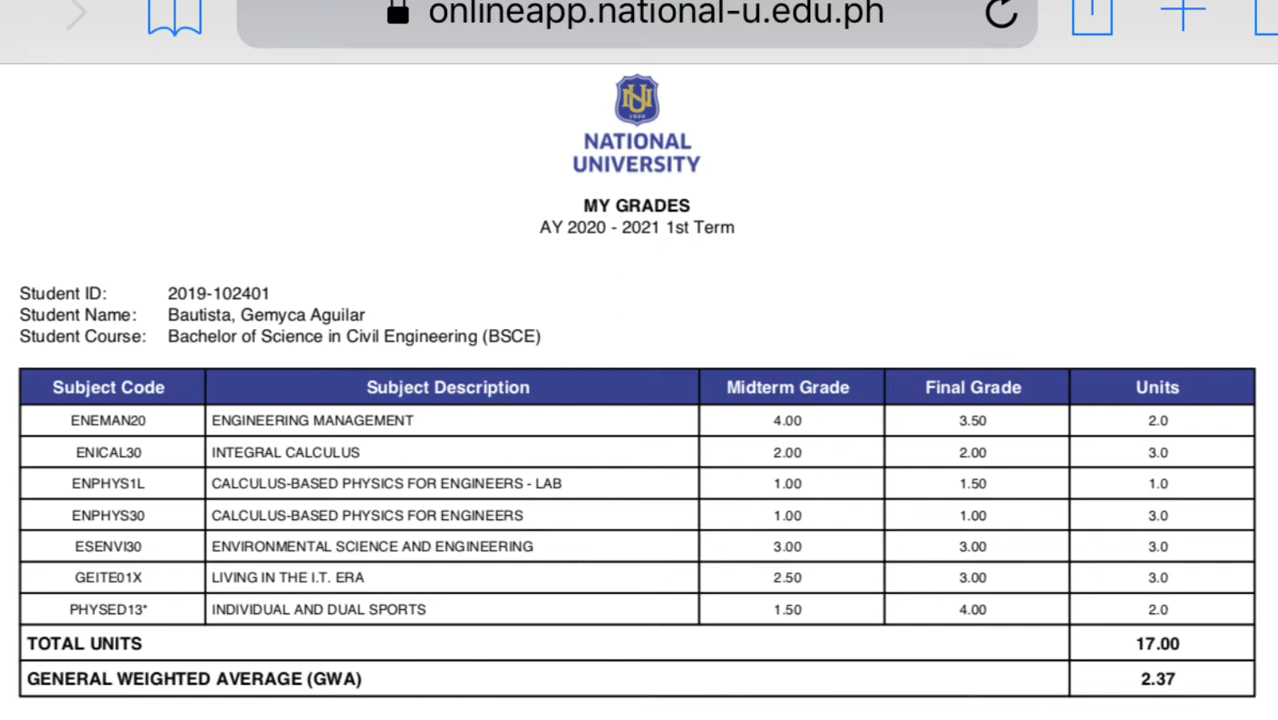 onlineapp.national-u.edu.ph
NU
1900
NATIONAL
UNIVERSITY
MY GRADES
AY 2020 - 2021 1st Term
Student ID: 2019-102401
Student Name: Bautista, Gemyca Aguilar
Student Course: Bachelor of Science in Civil Engineering (BSCE)
Subject Code Subject Description Midterm Grade Final Grade Units
ENEMAN20 ENGINEERING MANAGEMENT 4.00 3.50 2.0
ENICAL30 INTEGRAL CALCULUS 2.00 2.00 3.0
ENPHYS1L CALCULUS-BASED PHYSICS FOR ENGINEERS - LAB 1.00 1.50 1.0
ENPHYS30 CALCULUS-BASED PHYSICS FOR ENGINEERS 1.00 1.00 3.0
ESENVI30 ENVIRONMENTAL SCIENCE AND ENGINEERING 3.00 3.00 3.0
GEITE01X LIVING IN THE I.T. ERA 2.50 3.00 3.0
PHYSED13* INDIVIDUAL AND DUAL SPORTS 1.50 4.00 2.0
TOTAL UNITS 17.00
GENERAL WEIGHTED AVERAGE (GWA) 2.37